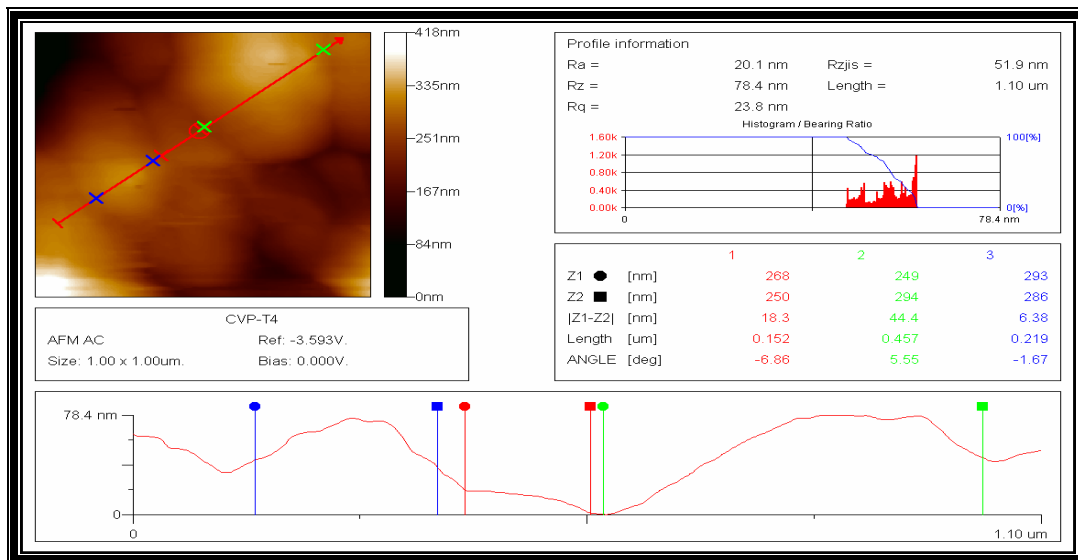 418nm
335nm
251nm
167nm
84nm
0nm
CVP-T4
AFM AC Ref: -3.593V.
Size: 1.00 x 1.00um. Bias: 0.000V.
Profile information
Ra = 20.1 nm Rzjis = 51.9 nm
Rz = 78.4 nm Length = 1.10 um
Rq = 23.8 nm
Histogram / Bearing Ratio
1.60k 100[%]
1.20k
0.80k
0.40k
0.00k 0[%]
0 78.4 nm
1 2 3
Z1 [nm] 268 249 293
Z2 [nm] 250 294 286
|Z1-Z2| [nm] 18.3 44.4 6.38
Length [um] 0.152 0.457 0.219
ANGLE [deg] -6.86 5.55 -1.67
78.4 nm
0
0 1.10 um